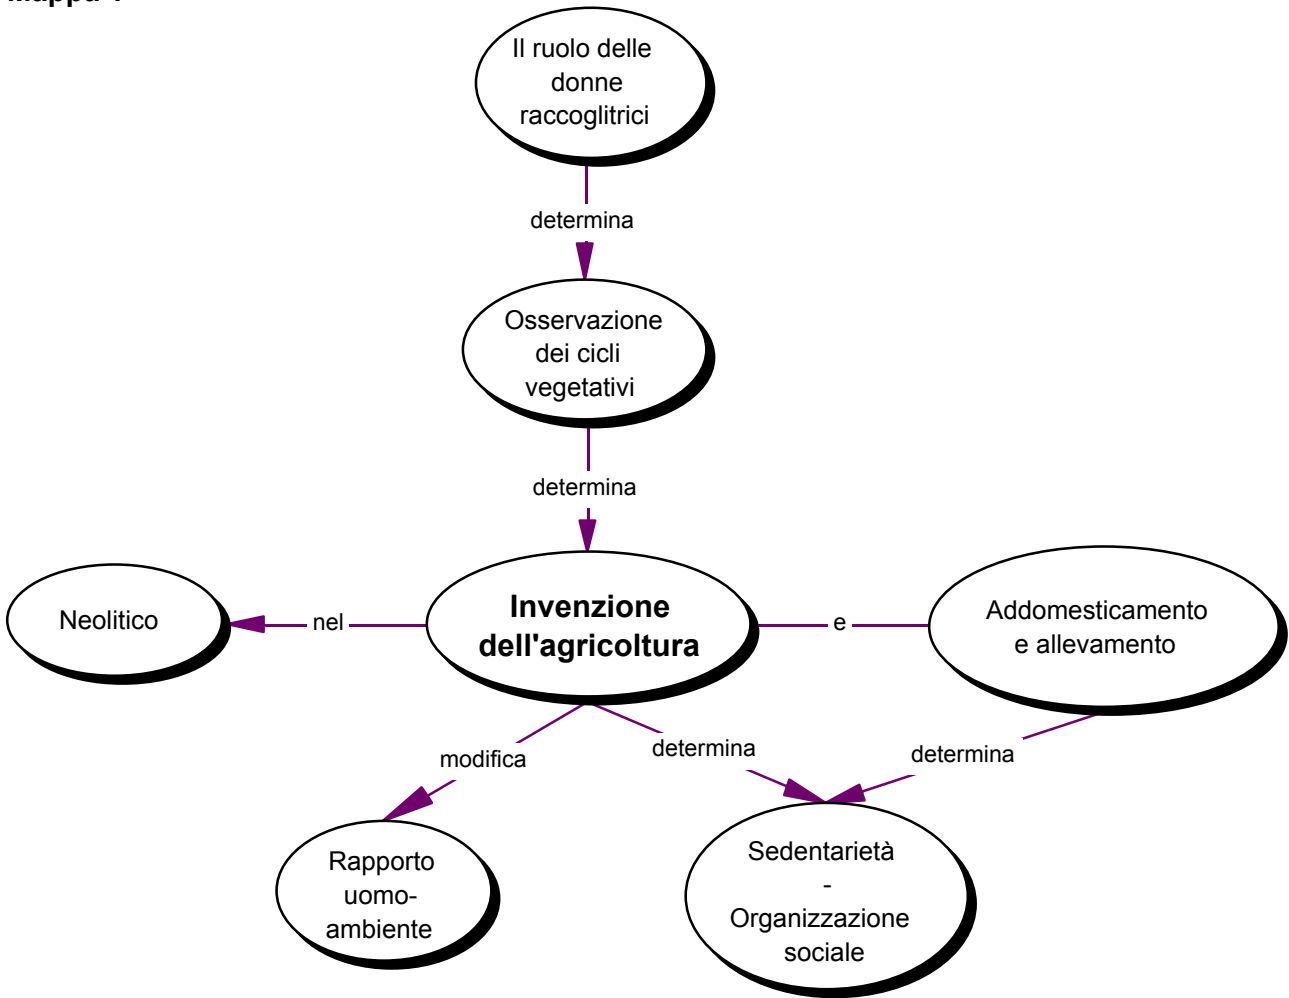 Il ruolo delle
donne
raccoglitrici
determina
Osservazione
dei cicli
vegetativi
determina
Neolitico
nel
Invenzione
dell'agricoltura
e
Addomesticamento
e allevamento
modifica
determina
determina
Rapporto
uomo-
ambiente
Sedentarietà
-
Organizzazione
sociale